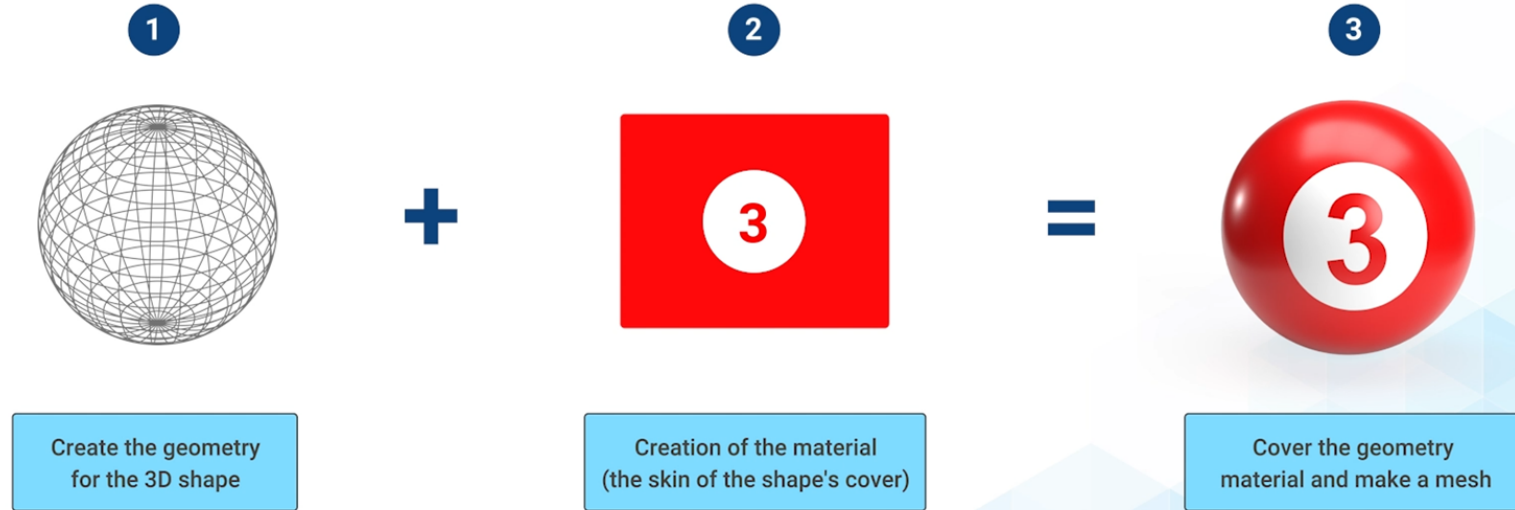 1
2
3
3
3
Create the geometry
for the 3D shape
Creation of the material
(the skin of the shape's cover)
Cover the geometry
material and make a mesh